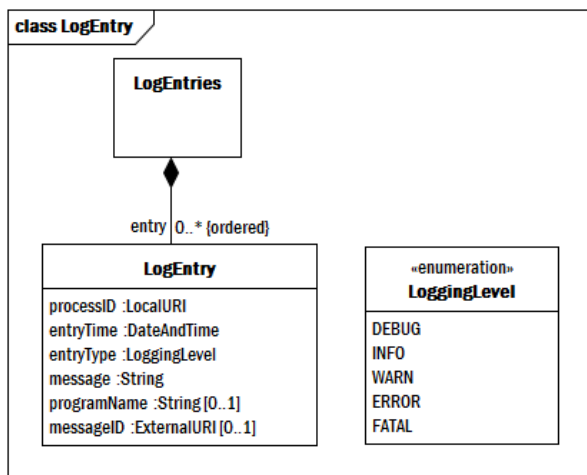 class LogEntry
LogEntries
entry 0..* {ordered}
LogEntry
processID :LocalURI
entryTime :DateAndTime
entryType :LoggingLevel
message :String
programName :String [0..1]
messageID :ExternalURI [0..1]
«enumeration»
LoggingLevel
DEBUG
INFO
WARN
ERROR
FATAL